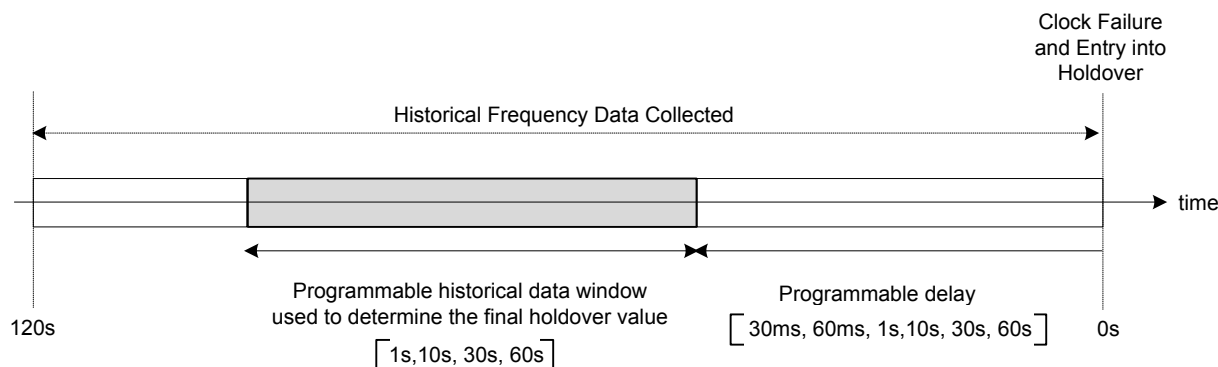 Clock Failure
and Entry into
Holdover
Historical Frequency Data Collected
time
Programmable historical data window
used to determine the final holdover value
1s,10s, 30s, 60s
Programmable delay
30ms, 60ms, 1s,10s, 30s, 60s
120s
0s